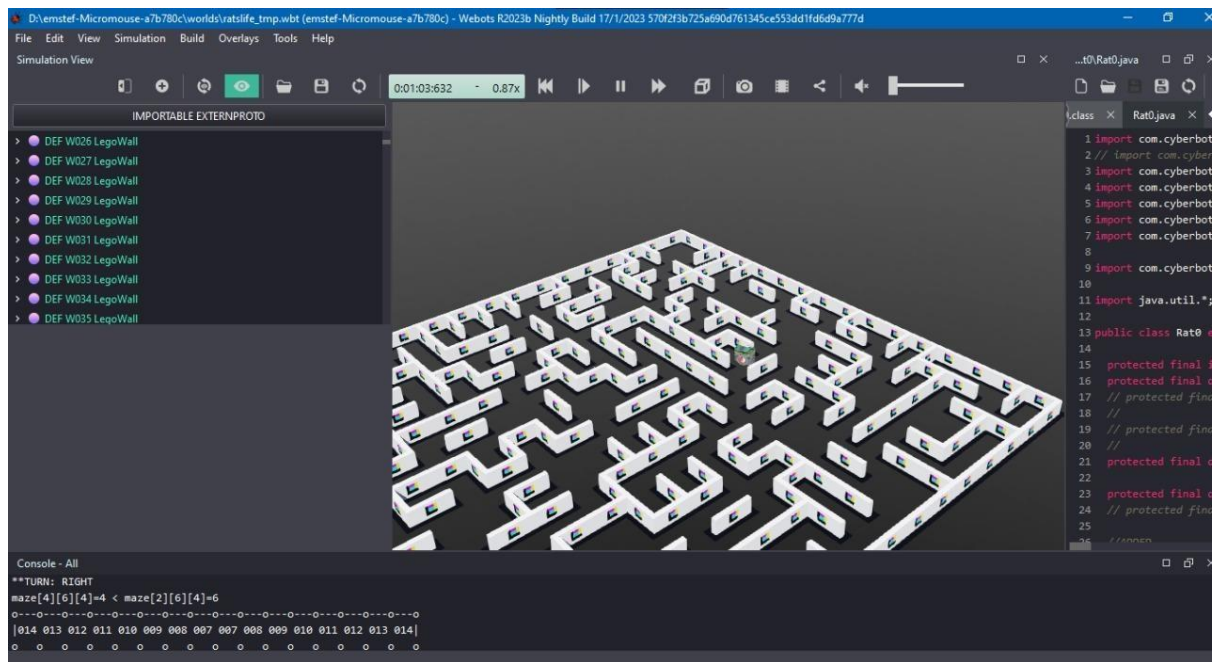 D:\emstef-Micromouse-a7b780c\worlds\ratslife_tmp.wbt (emstef-Micromouse-a7b780c) - Webots R2023b Nightly Build 17/1/2023 570f2f3b725a690d761345ce553dd1fd6d9a777d
File Edit View Simulation Build Overlays Tools Help
Simulation View
...t0\Rat0.java
0:01:03:632 - 0.87x
IMPORTABLE EXTERNPROTO
DEF W026 LegoWall
DEF W027 LegoWall
DEF W028 LegoWall
DEF W029 LegoWall
DEF W030 LegoWall
DEF W031 LegoWall
DEF W032 LegoWall
DEF W033 LegoWall
DEF W034 LegoWall
DEF W035 LegoWall
.class Rat0.java
1 import com.cyberbot
2 // import com.cyber
3 import com.cyberbot
4 import com.cyberbot
5 import com.cyberbot
6 import com.cyberbot
7 import com.cyberbot
8
9 import com.cyberbot
10
11 import java.util.*;
12
13 public class Rat0 e
14
15 protected final i
16 protected final d
17 // protected fina
18 //
19 // protected fina
20 //
21 protected final d
22
23 protected final d
24 // protected fina
25
26 //ADDED
Console - All
**TURN: RIGHT
maze[4][6][4]=4 < maze[2][6][4]=6
o---o---o---o---o---o---o---o---o---o---o---o---o---o---o---o---o
|014 013 012 011 010 009 008 007 007 008 009 010 011 012 013 014|
o o o o o o o o o o o o o o o o o